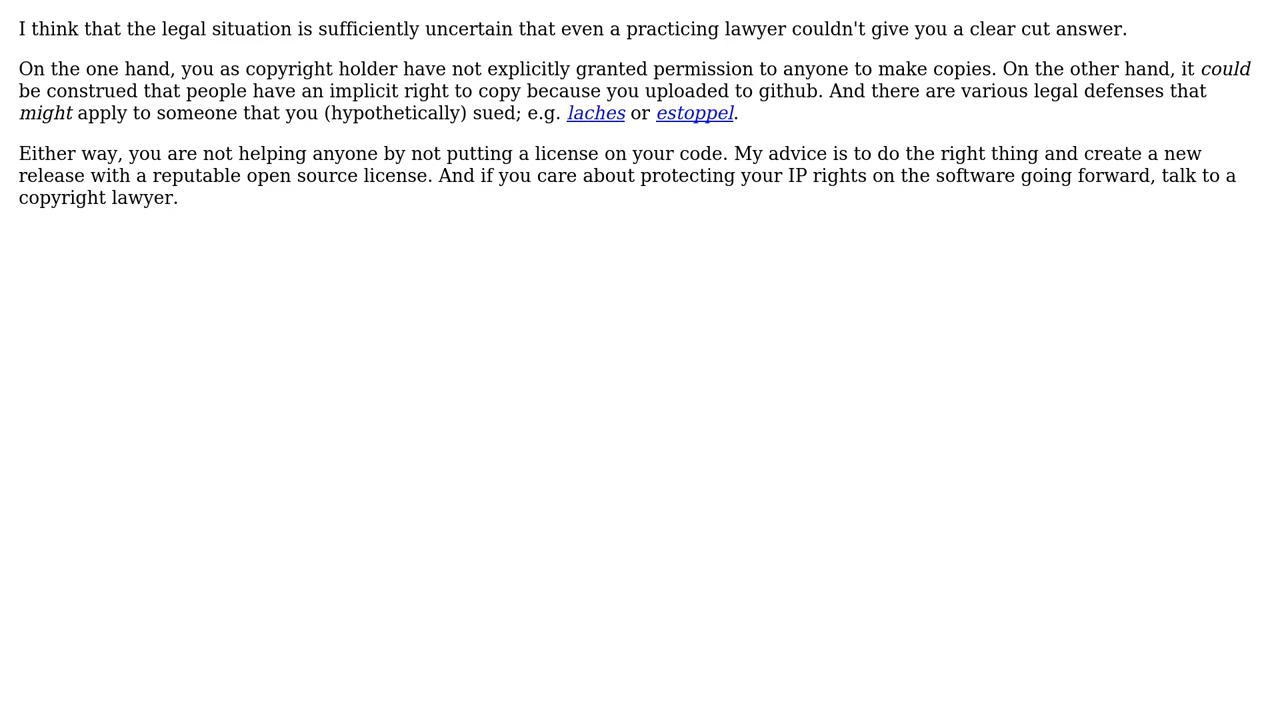 I think that the legal situation is sufficiently uncertain that even a practicing lawyer couldn't give you a clear cut answer.
On the one hand, you as copyright holder have not explicitly granted permission to anyone to make copies. On the other hand, it could
be construed that people have an implicit right to copy because you uploaded to github. And there are various legal defenses that
might apply to someone that you (hypothetically) sued; e.g. laches or estoppel.
Either way, you are not helping anyone by not putting a license on your code. My advice is to do the right thing and create a new
release with a reputable open source license. And if you care about protecting your IP rights on the software going forward, talk to a
copyright lawyer.